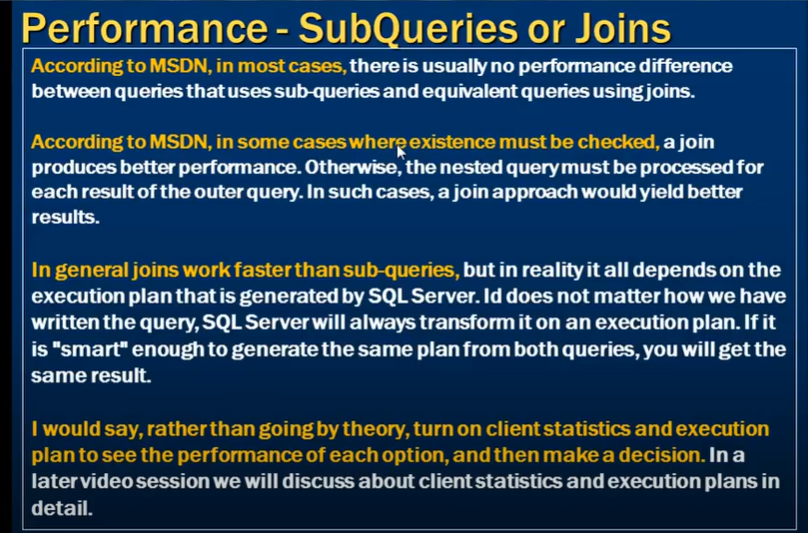 Performance - SubQueries or Joins
According to MSDN, in most cases, there is usually no performance difference
between queries that uses sub-queries and equivalent queries using joins.
According to MSDN, in some cases where existence must be checked, a join
produces better performance. Otherwise, the nested query must be processed for
each result of the outer query. In such cases, a join approach would yield better
results.
In general joins work faster than sub-queries, but in reality it all depends on the
execution plan that is generated by SQL Server. Id does not matter how we have
written the query, SQL Server will always transform it on an execution plan. If it
is "smart" enough to generate the same plan from both queries, you will get the
same result.
I would say, rather than going by theory, turn on client statistics and execution
plan to see the performance of each option, and then make a decision. In a
later video session we will discuss about client statistics and execution plans in
detail.